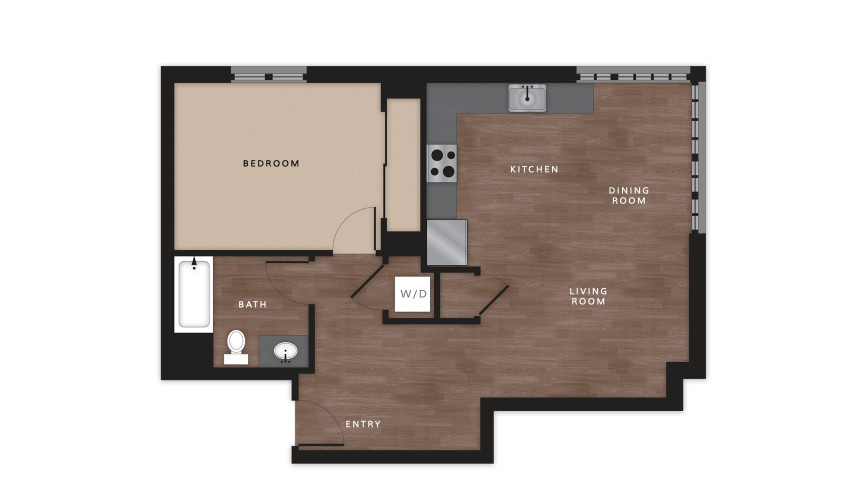 BEDROOM
KITCHEN
DINING
ROOM
LIVING
ROOM
W/D
BATH
ENTRY